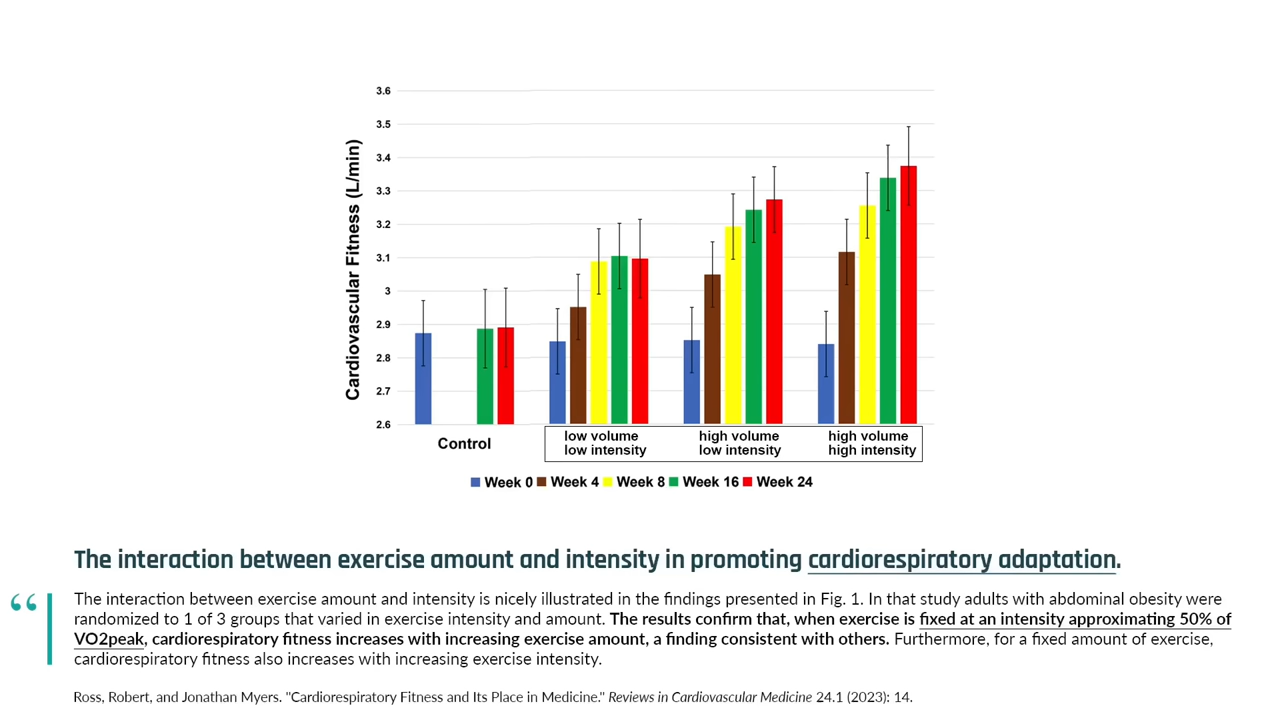 3.6
3.5
3.4
3.3
3.2
3.1
3
2.9
2.8
2.7
2.6
Cardiovascular Fitness (L/min)
Control
low volume
low intensity
high volume
low intensity
high volume
high intensity
Week 0 Week 4 Week 8 Week 16 Week 24
The interaction between exercise amount and intensity in promoting cardiorespiratory adaptation.
“
The interaction between exercise amount and intensity is nicely illustrated in the findings presented in Fig. 1. In that study adults with abdominal obesity were
randomized to 1 of 3 groups that varied in exercise intensity and amount. The results confirm that, when exercise is fixed at an intensity approximating 50% of
VO2peak, cardiorespiratory fitness increases with increasing exercise amount, a finding consistent with others. Furthermore, for a fixed amount of exercise,
cardiorespiratory fitness also increases with increasing exercise intensity.
Ross, Robert, and Jonathan Myers. "Cardiorespiratory Fitness and Its Place in Medicine." Reviews in Cardiovascular Medicine 24.1 (2023): 14.